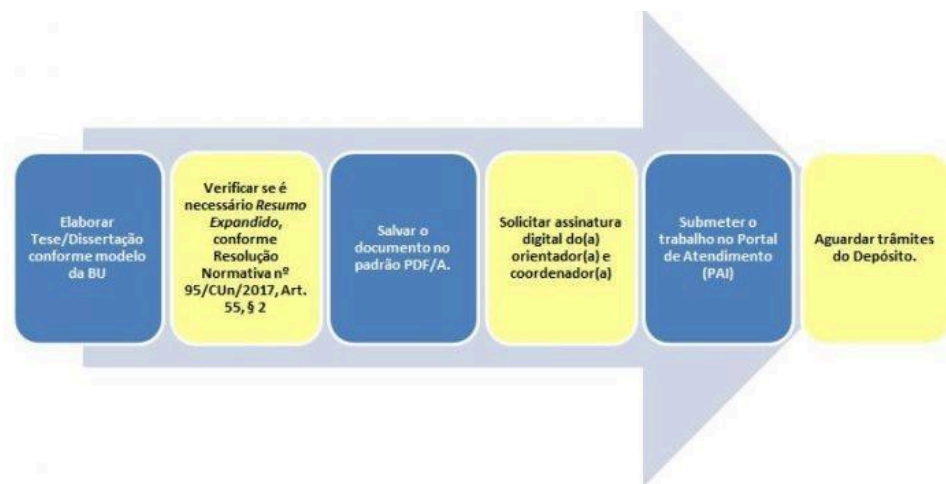 Elaborar
Tese/Dissertação
conforme modelo
da BU
Verificar se é
necessário Resumo
Expandido,
conforme
Resolução
Normativa nº
95/CUn/2017, Art.
55, § 2
Salvar o
documento no
padrão PDF/A.
Solicitar assinatura
digital do(a)
orientador(a) e
coordenador(a)
Submeter o
trabalho no Portal
de Atendimento
(PAI)
Aguardar trâmites
do Depósito.